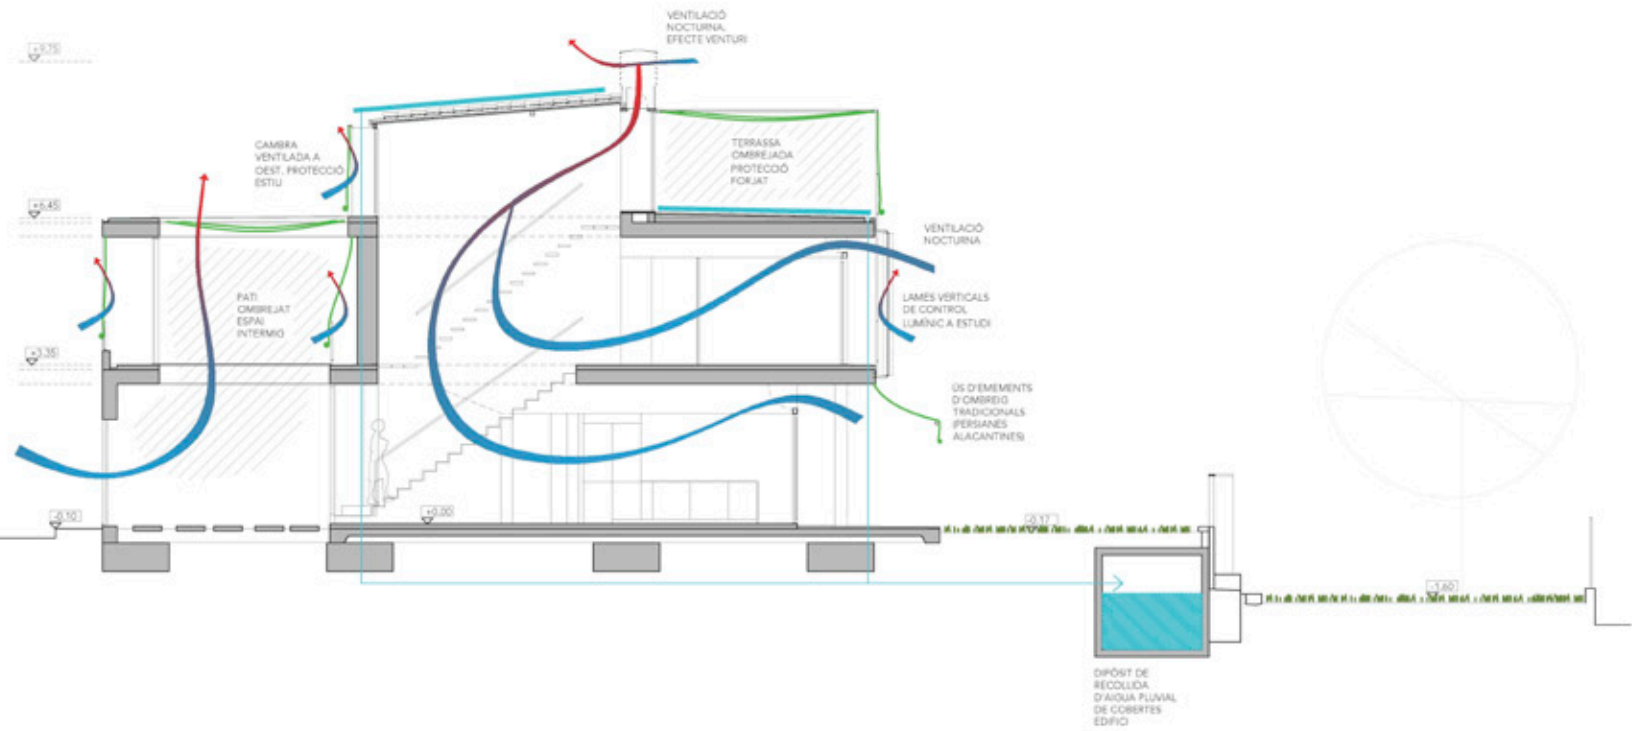 VENTILACIÓ
NOCTURNA.
EFECTE VENTURI
+9.75
CAMBRA
VENTILADA A
OEST. PROTECCIÓ
ESTIU
TERRASSA
OMBREJADA
PROTECCIÓ
FORJAT
+6.45
VENTILACIÓ
NOCTURNA
PATI
OMBREJAT
ESPAI
INTERMIG
LAMES VERTICALS
DE CONTROL
LUMÍNIC A ESTUDI
+3.35
ÚS D'EMEMENTS
D'OMBREIG
TRADICIONALS
(PERSIANES
ALACANTINES)
-0.10
+0.00
-0.17
-1.60
DIPÒSIT DE
RECOLLIDA
D'AIGUA PLUVIAL
DE COBERTES
EDIFICI